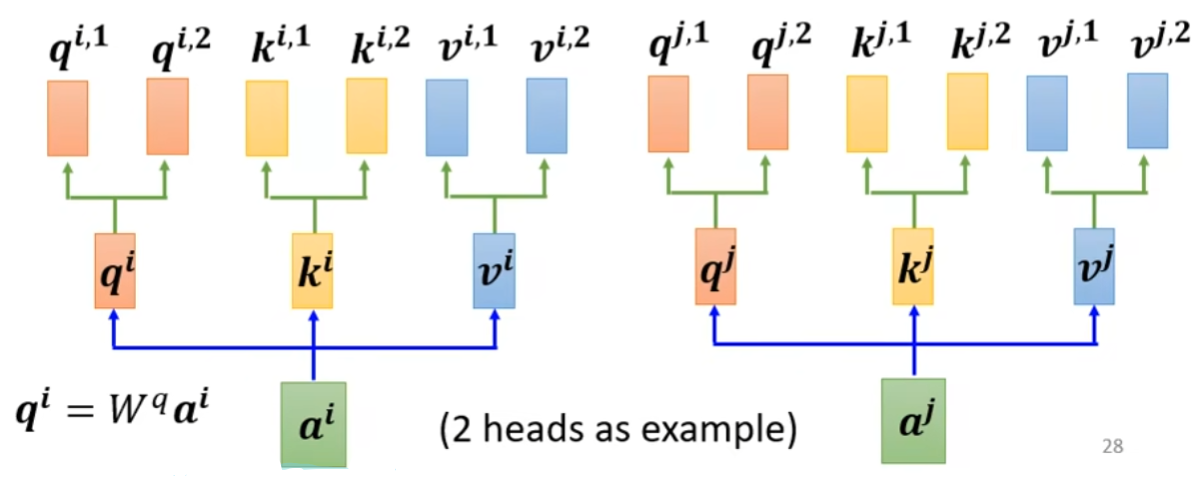 q^{i,1} q^{i,2} k^{i,1} k^{i,2} v^{i,1} v^{i,2} q^{j,1} q^{j,2} k^{j,1} k^{j,2} v^{j,1} v^{j,2}
q^i k^i v^i q^j k^j v^j
q^i = W^q a^i
a^i
(2 heads as example)
a^j
28